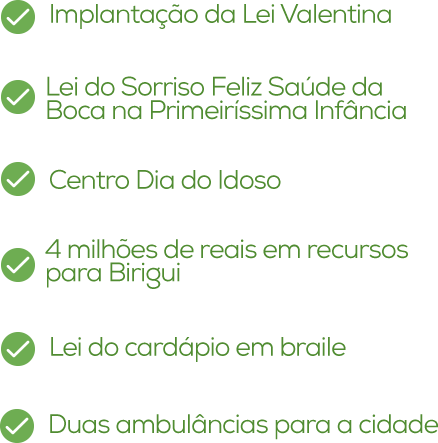 Implantação da Lei Valentina
Lei do Sorriso Feliz Saúde da
Boca na Primeiríssima Infância
Centro Dia do Idoso
4 milhões de reais em recursos
para Birigui
Lei do cardápio em braile
Duas ambulâncias para a cidade